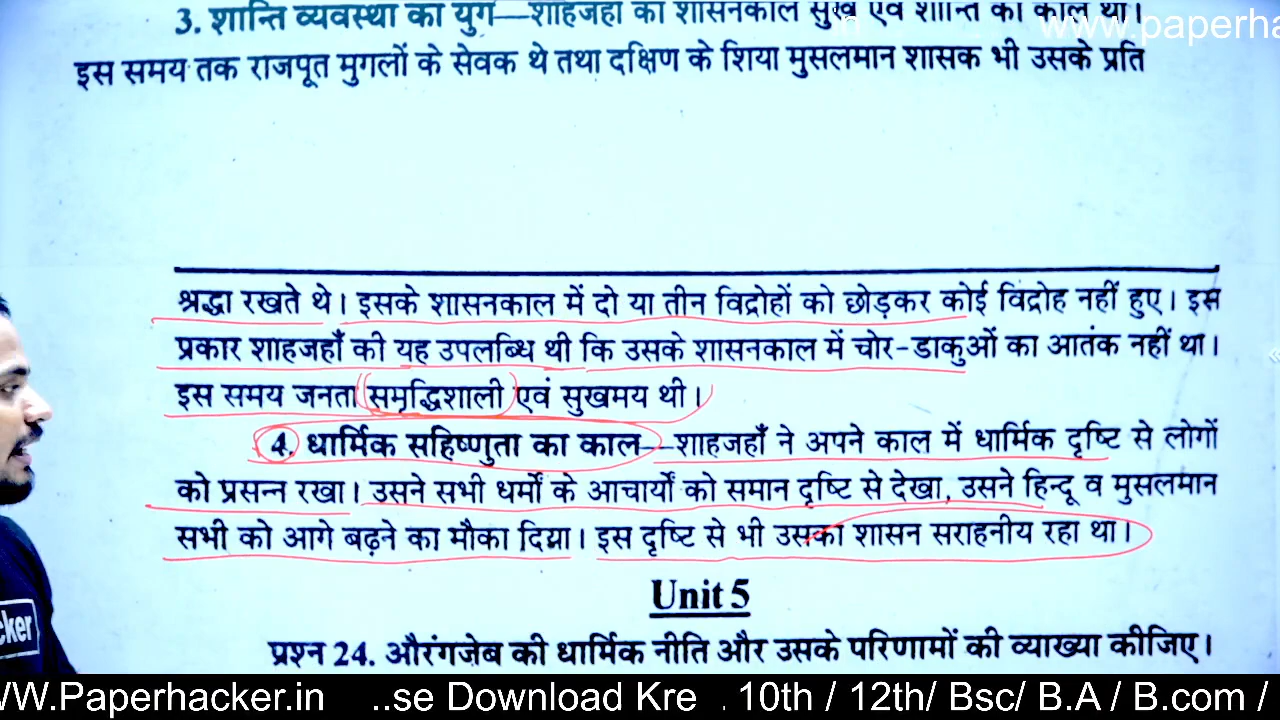 3. शान्ति व्यवस्था का युग—शाहजहाँ का शासनकाल सुख एवं शान्ति का काल था।
www.paperha
इस समय तक राजपूत मुगलों के सेवक थे तथा दक्षिण के शिया मुसलमान शासक भी उसके प्रति
श्रद्धा रखते थे। इसके शासनकाल में दो या तीन विद्रोहों को छोड़कर कोई विद्रोह नहीं हुए। इस
प्रकार शाहजहाँ की यह उपलब्धि थी कि उसके शासनकाल में चोर-डाकुओं का आतंक नहीं था।
इस समय जनता समृद्धिशाली एवं सुखमय थी।
4. धार्मिक सहिष्णुता का काल—शाहजहाँ ने अपने काल में धार्मिक दृष्टि से लोगों
को प्रसन्न रखा। उसने सभी धर्मों के आचार्यों को समान दृष्टि से देखा, उसने हिन्दू व मुसलमान
सभी को आगे बढ़ने का मौका दिया। इस दृष्टि से भी उसका शासन सराहनीय रहा था।
Unit 5
cker
प्रश्न 24. औरंगजेब की धार्मिक नीति और उसके परिणामों की व्याख्या कीजिए।
WW.Paperhacker.in ..se Download Kre . 10th / 12th/ Bsc/ B.A / B.com /